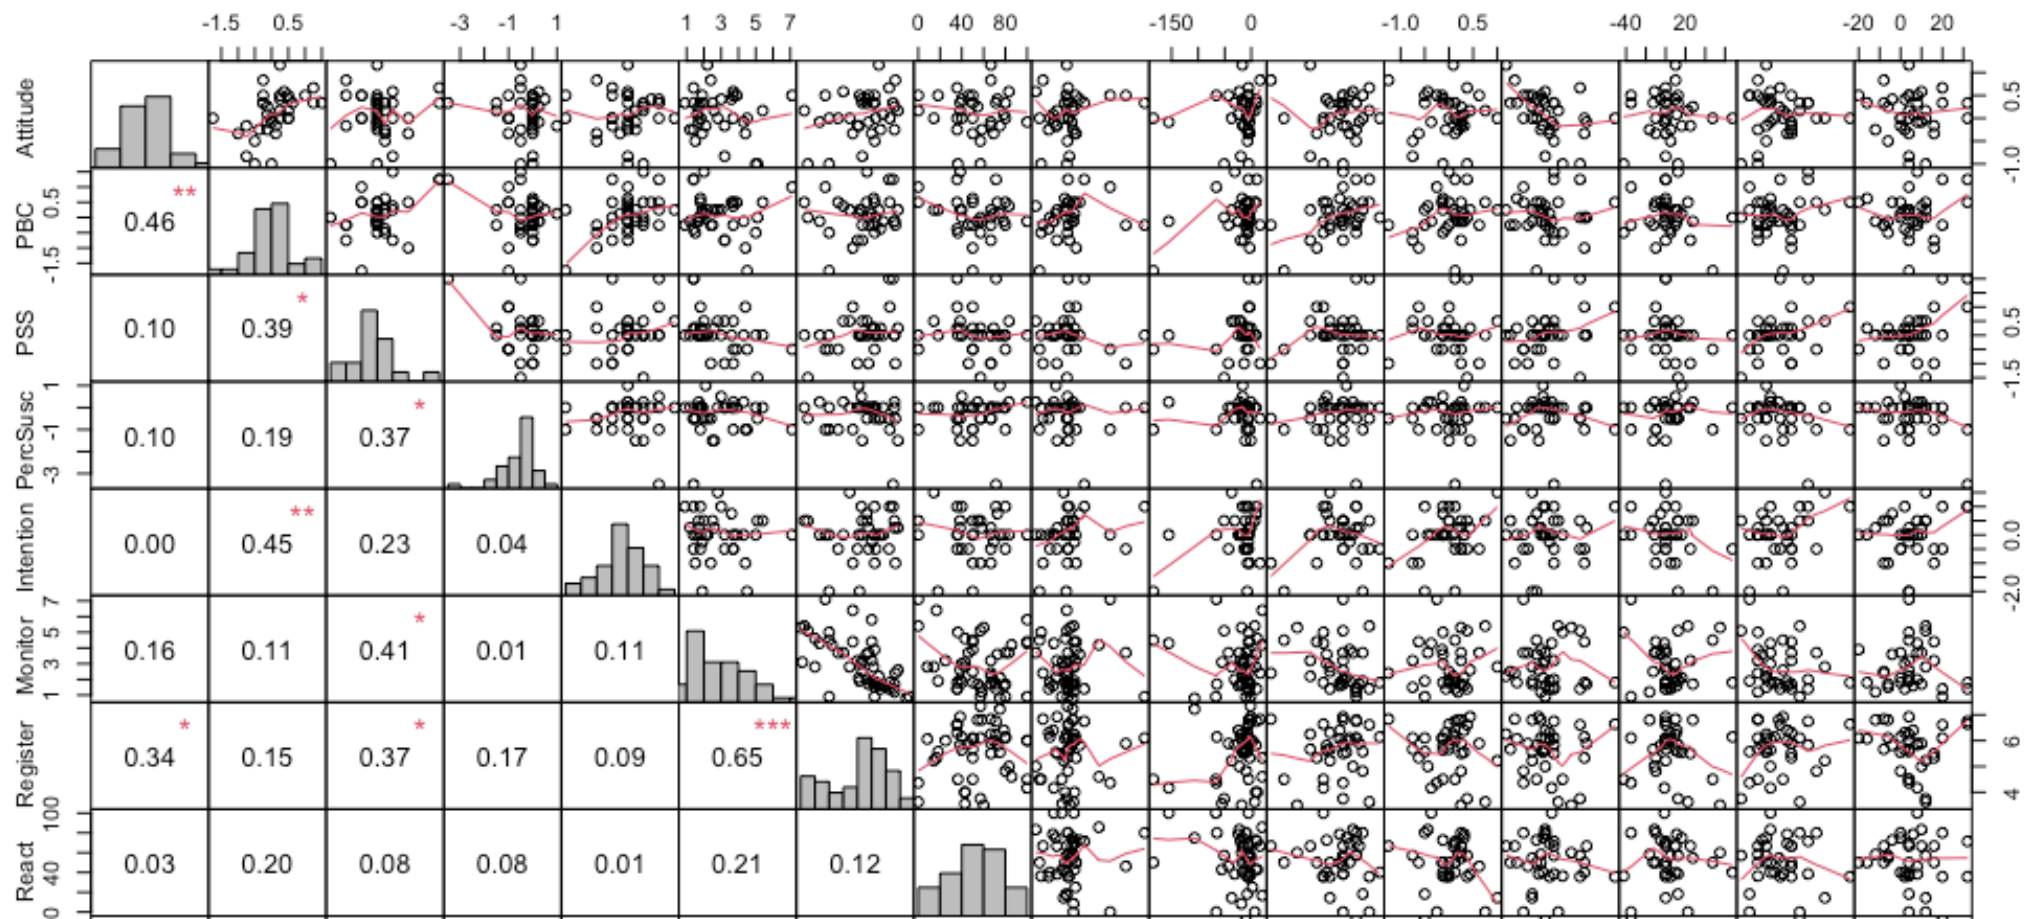 -1.5 0.5 -3 -1 1 1 3 5 7 0 40 80 -150 0 -1.0 0.5 -40 20 -20 0 20
Attitude 0.5 -1.0
PBC 0.5 -1.5 0.46 **
PSS 0.10 0.39 * 0.5 -1.5
PercSusc 1 -1 -3 0.10 0.19 0.37 *
Intention 0.00 0.45 ** 0.23 0.04 0.0 -2.0
Monitor 7 5 3 1 0.16 0.11 0.41 * 0.01 0.11
Register 0.34 * 0.15 0.37 * 0.17 0.09 0.65 *** 6 4
React 100 40 0 0.03 0.20 0.08 0.08 0.01 0.21 0.12